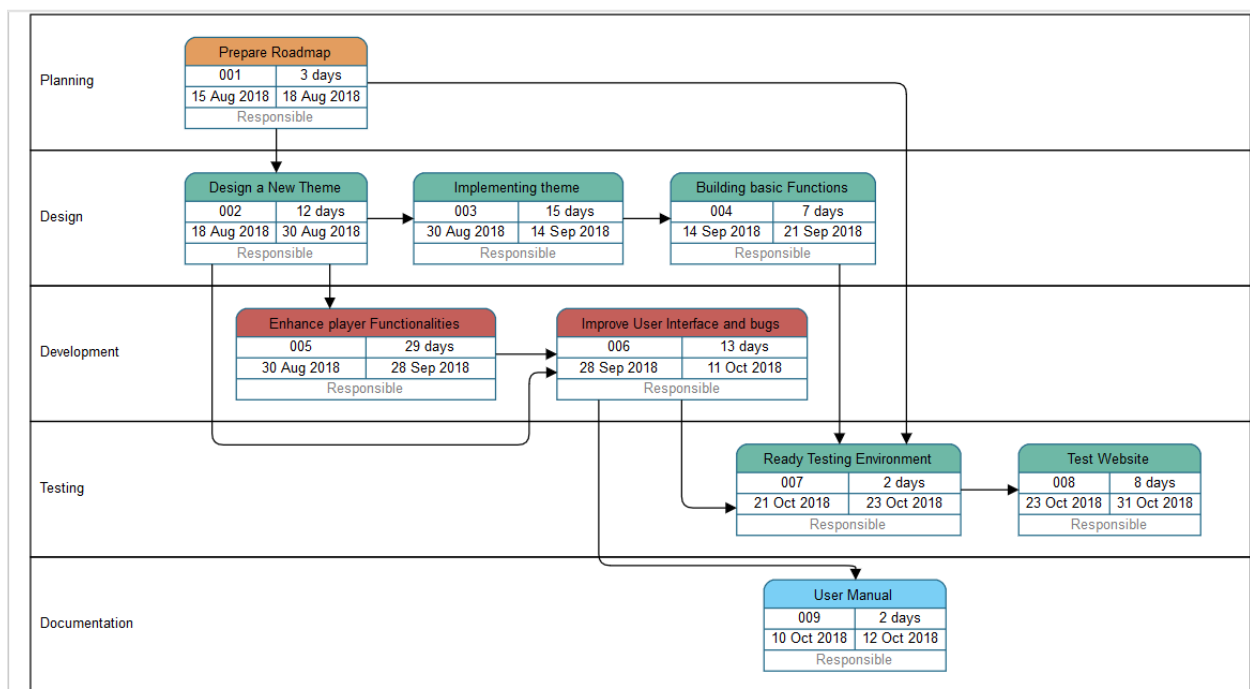 Planning
Prepare Roadmap
001 3 days
15 Aug 2018 18 Aug 2018
Responsible
Design
Design a New Theme
002 12 days
18 Aug 2018 30 Aug 2018
Responsible
Implementing theme
003 15 days
30 Aug 2018 14 Sep 2018
Responsible
Building basic Functions
004 7 days
14 Sep 2018 21 Sep 2018
Responsible
Development
Enhance player Functionalities
005 29 days
30 Aug 2018 28 Sep 2018
Responsible
Improve User Interface and bugs
006 13 days
28 Sep 2018 11 Oct 2018
Responsible
Testing
Ready Testing Environment
007 2 days
21 Oct 2018 23 Oct 2018
Responsible
Test Website
008 8 days
23 Oct 2018 31 Oct 2018
Responsible
Documentation
User Manual
009 2 days
10 Oct 2018 12 Oct 2018
Responsible